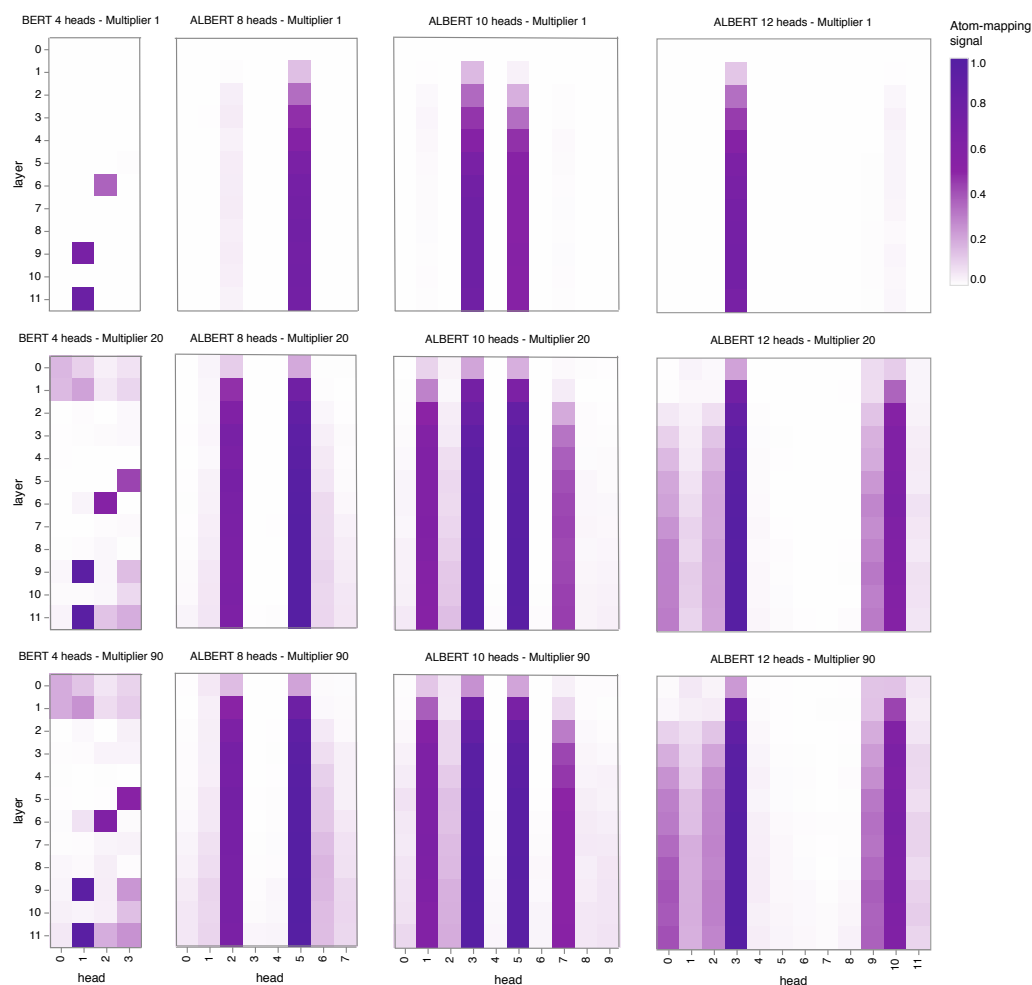 BERT 4 heads - Multiplier 1
ALBERT 8 heads - Multiplier 1
ALBERT 10 heads - Multiplier 1
ALBERT 12 heads - Multiplier 1
Atom-mapping
signal
1.0
0.8
0.6
0.4
0.2
0.0
layer
0
1
2
3
4
5
6
7
8
9
10
11
BERT 4 heads - Multiplier 20
ALBERT 8 heads - Multiplier 20
ALBERT 10 heads - Multiplier 20
ALBERT 12 heads - Multiplier 20
layer
0
1
2
3
4
5
6
7
8
9
10
11
BERT 4 heads - Multiplier 90
ALBERT 8 heads - Multiplier 90
ALBERT 10 heads - Multiplier 90
ALBERT 12 heads - Multiplier 90
layer
0
1
2
3
4
5
6
7
8
9
10
11
0 1 2 3
head
0 1 2 3 4 5 6 7
head
0 1 2 3 4 5 6 7 8 9
head
0 1 2 3 4 5 6 7 8 9 10 11
head